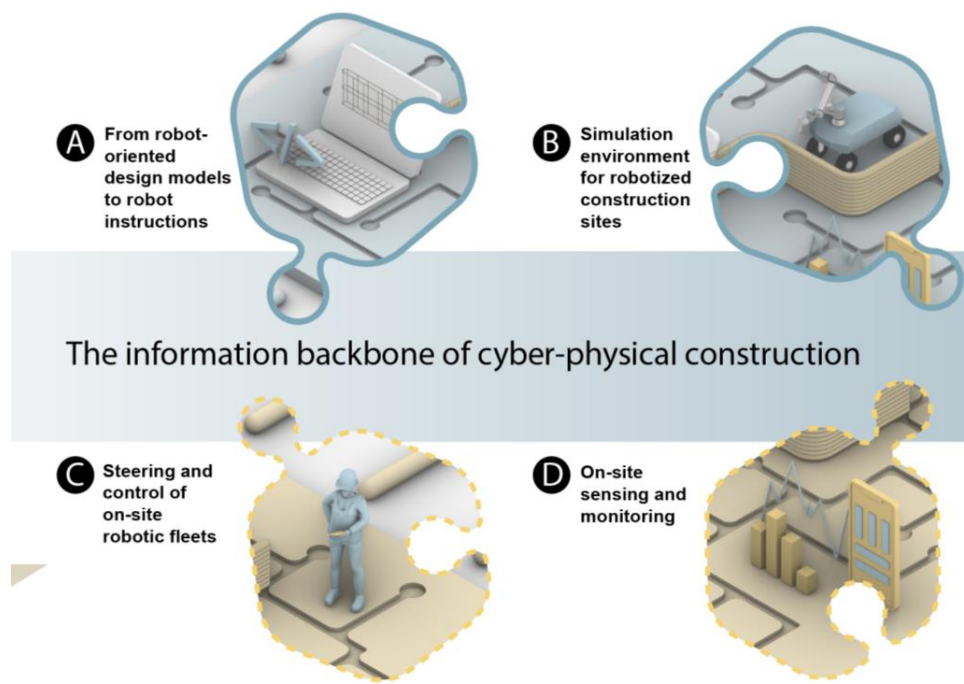 A
From robot-
oriented
design models
to robot
instructions
B
Simulation
environment
for robotized
construction
sites
The information backbone of cyber-physical construction
C
Steering and
control of
on-site
robotic fleets
D
On-site
sensing and
monitoring